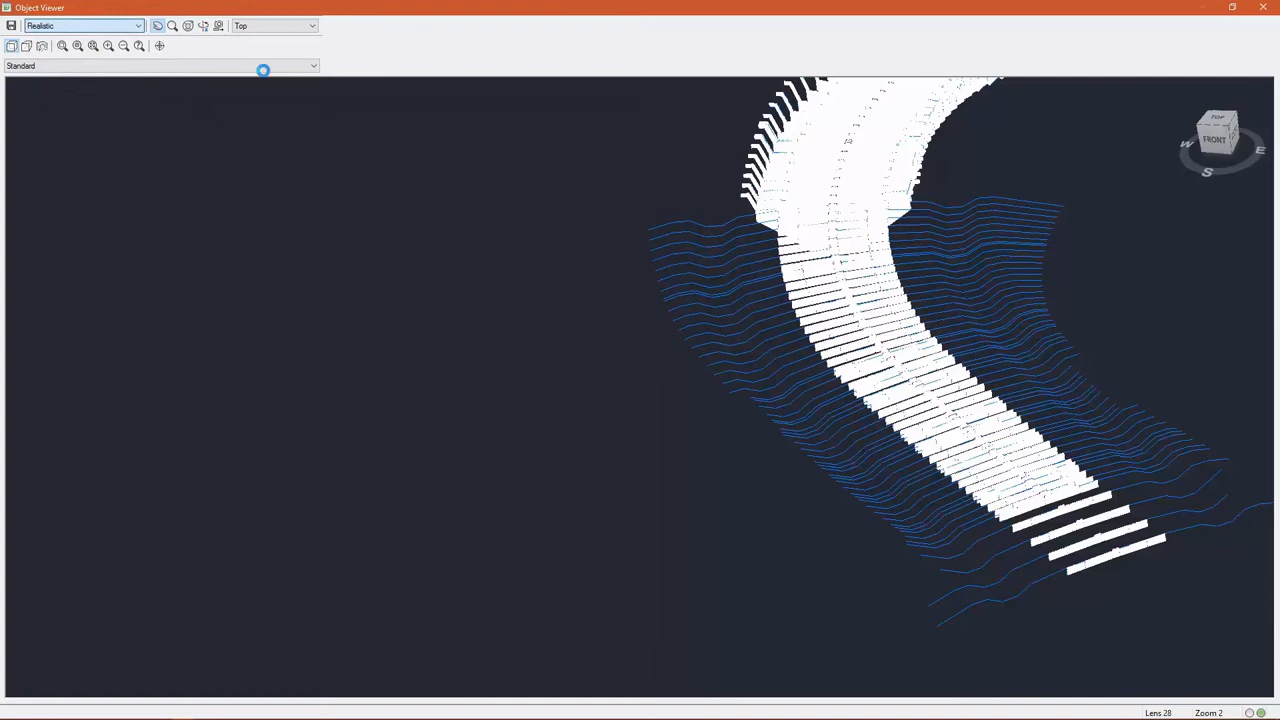 Object Viewer
Realistic
Top
Standard
TOP
FRONT
W
E
S
Lens 28
Zoom 2